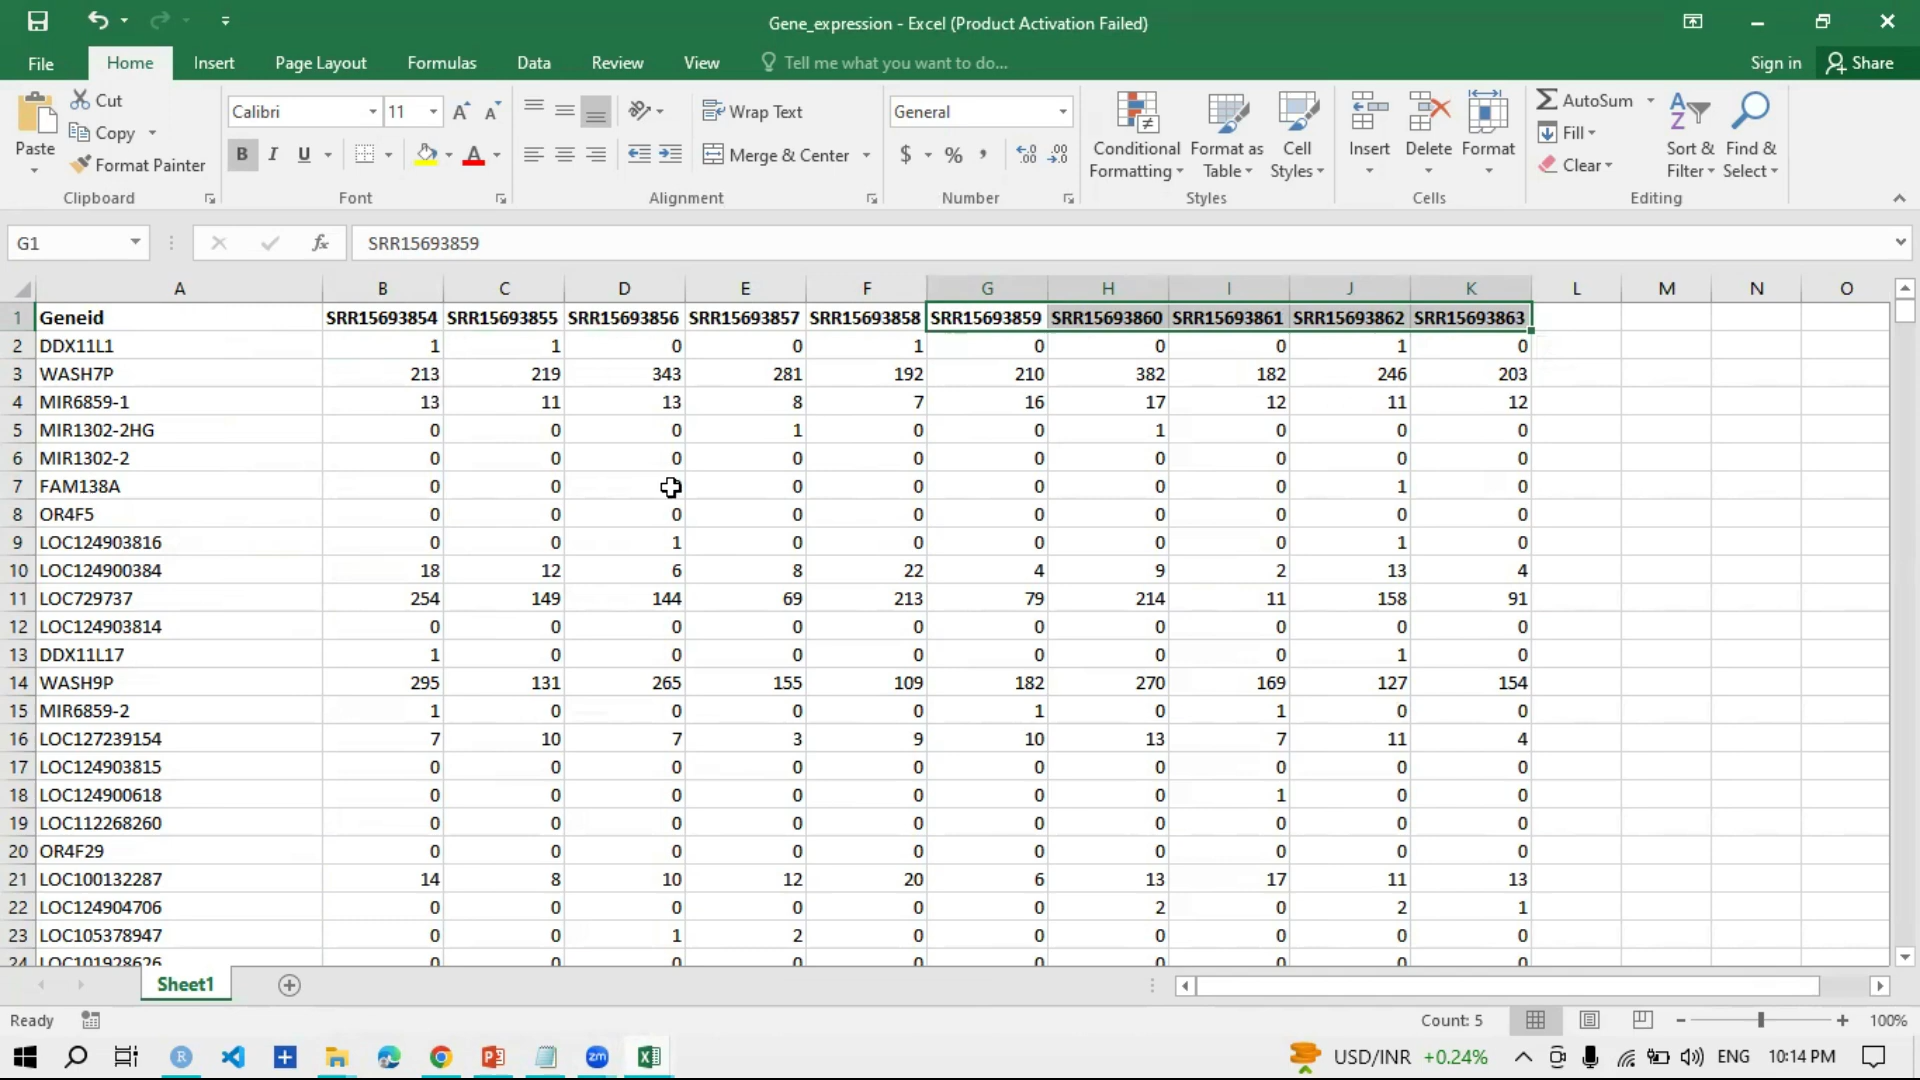 Gene_expression - Excel (Product Activation Failed)
File Home Insert Page Layout Formulas Data Review View Tell me what you want to do... Sign in Share
Paste Cut Copy Format Painter Clipboard
Calibri 11 B I U A Font
Wrap Text Merge & Center Alignment
General $ % , Number
Conditional Formatting Format as Table Cell Styles Styles
Insert Delete Format Cells
AutoSum Fill Clear Sort & Filter Find & Select Editing
G1 fx SRR15693859
A B C D E F G H I J K L M N O
1 Geneid SRR15693854 SRR15693855 SRR15693856 SRR15693857 SRR15693858 SRR15693859 SRR15693860 SRR15693861 SRR15693862 SRR15693863
2 DDX11L1 1 1 0 0 1 0 0 0 1 0
3 WASH7P 213 219 343 281 192 210 382 182 246 203
4 MIR6859-1 13 11 13 8 7 16 17 12 11 12
5 MIR1302-2HG 0 0 0 1 0 0 1 0 0 0
6 MIR1302-2 0 0 0 0 0 0 0 0 0 0
7 FAM138A 0 0 0 0 0 0 0 0 1 0
8 OR4F5 0 0 0 0 0 0 0 0 0 0
9 LOC124903816 0 0 1 0 0 0 0 0 1 0
10 LOC124900384 18 12 6 8 22 4 9 2 13 4
11 LOC729737 254 149 144 69 213 79 214 11 158 91
12 LOC124903814 0 0 0 0 0 0 0 0 0 0
13 DDX11L17 1 0 0 0 0 0 0 0 1 0
14 WASH9P 295 131 265 155 109 182 270 169 127 154
15 MIR6859-2 1 0 0 0 0 1 0 1 0 0
16 LOC127239154 7 10 7 3 9 10 13 7 11 4
17 LOC124903815 0 0 0 0 0 0 0 0 0 0
18 LOC124900618 0 0 0 0 0 0 0 1 0 0
19 LOC112268260 0 0 0 0 0 0 0 0 0 0
20 OR4F29 0 0 0 0 0 0 0 0 0 0
21 LOC100132287 14 8 10 12 20 6 13 17 11 13
22 LOC124904706 0 0 0 0 0 0 2 0 2 1
23 LOC105378947 0 0 1 2 0 0 0 0 0 0
24 LOC101928626 0 0 0 0 0 0 0 0 0 0
Sheet1
Ready Count: 5 100%
USD/INR +0.24% ENG 10:14 PM